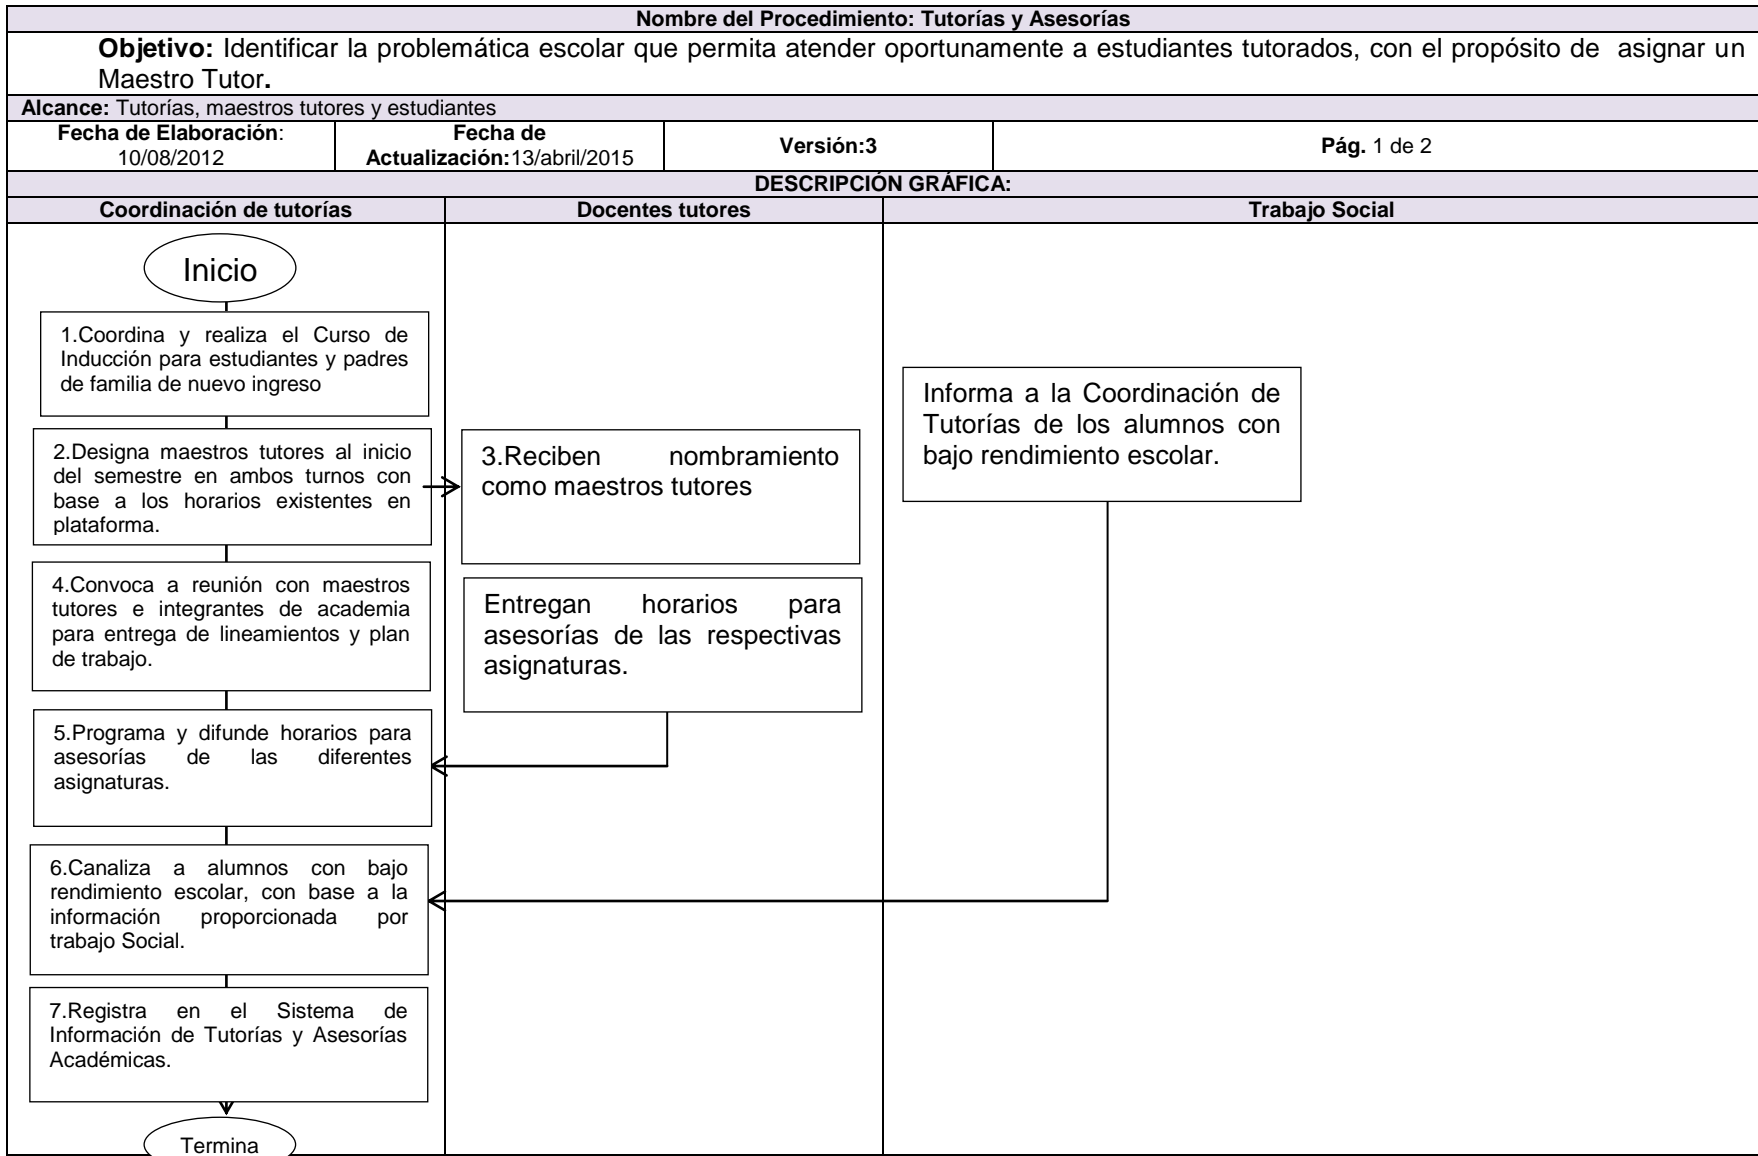 Nombre del Procedimiento: Tutorías y Asesorías
Objetivo: Identificar la problemática escolar que permita atender oportunamente a estudiantes tutorados, con el propósito de asignar un
Maestro Tutor.
Alcance: Tutorías, maestros tutores y estudiantes
Fecha de Elaboración:
10/08/2012
Fecha de
Actualización:13/abril/2015
Versión:3
Pág. 1 de 2
DESCRIPCIÓN GRÁFICA:
Coordinación de tutorías
Docentes tutores
Trabajo Social
Inicio
1.Coordina y realiza el Curso de
Inducción para estudiantes y padres
de familia de nuevo ingreso
2.Designa maestros tutores al inicio
del semestre en ambos turnos con
base a los horarios existentes en
plataforma.
3.Reciben nombramiento
como maestros tutores
Informa a la Coordinación de
Tutorías de los alumnos con
bajo rendimiento escolar.
4.Convoca a reunión con maestros
tutores e integrantes de academia
para entrega de lineamientos y plan
de trabajo.
Entregan horarios para
asesorías de las respectivas
asignaturas.
5.Programa y difunde horarios para
asesorías de las diferentes
asignaturas.
6.Canaliza a alumnos con bajo
rendimiento escolar, con base a la
información proporcionada por
trabajo Social.
7.Registra en el Sistema de
Información de Tutorías y Asesorías
Académicas.
Termina